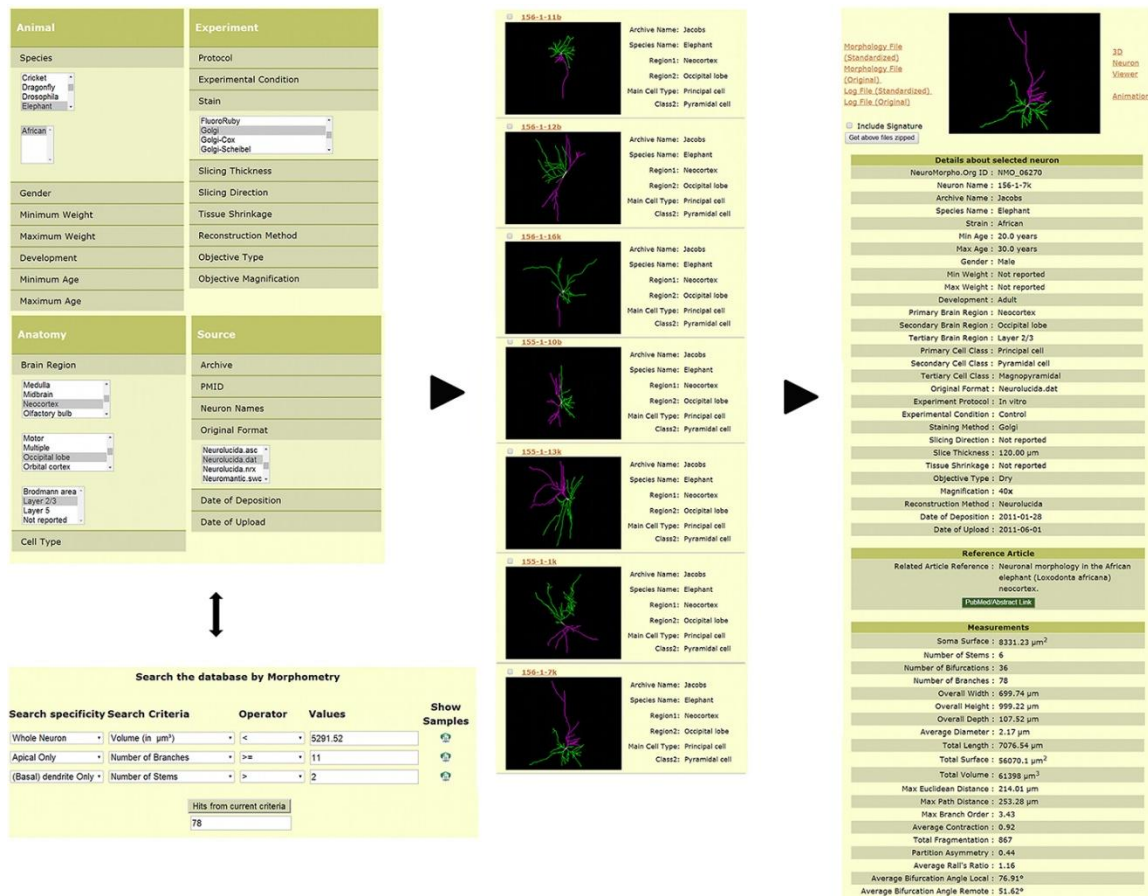 Animal
Species
Cricket
Dragonfly
Drosophila
Elephant
African
Gender
Minimum Weight
Maximum Weight
Development
Minimum Age
Maximum Age
Experiment
Protocol
Experimental Condition
Stain
FluoroRuby
Golgi
Golgi-Cox
Golgi-Scheibel
Slicing Thickness
Slicing Direction
Tissue Shrinkage
Reconstruction Method
Objective Type
Objective Magnification
Anatomy
Brain Region
Medulla
Midbrain
Neocortex
Olfactory bulb
Motor
Multiple
Occipital lobe
Orbital cortex
Brodmann area
Layer 2/3
Layer 5
Not reported
Cell Type
Source
Archive
PMID
Neuron Names
Original Format
Neurolucida.asc
Neurolucida.dat
Neurolucida.nrx
Neuromantic.swc
Date of Deposition
Date of Upload
Search the database by Morphometry
Search specificity Search Criteria Operator Values Show Samples
Whole Neuron Volume (in μm³) < 5291.52
Apical Only Number of Branches >= 11
(Basal) dendrite Only Number of Stems > 2
Hits from current criteria
78
156-1-11b
Archive Name: Jacobs
Species Name: Elephant
Region1: Neocortex
Region2: Occipital lobe
Main Cell Type: Principal cell
Class2: Pyramidal cell
156-1-12b
Archive Name: Jacobs
Species Name: Elephant
Region1: Neocortex
Region2: Occipital lobe
Main Cell Type: Principal cell
Class2: Pyramidal cell
156-1-16k
Archive Name: Jacobs
Species Name: Elephant
Region1: Neocortex
Region2: Occipital lobe
Main Cell Type: Principal cell
Class2: Pyramidal cell
155-1-10b
Archive Name: Jacobs
Species Name: Elephant
Region1: Neocortex
Region2: Occipital lobe
Main Cell Type: Principal cell
Class2: Pyramidal cell
155-1-13k
Archive Name: Jacobs
Species Name: Elephant
Region1: Neocortex
Region2: Occipital lobe
Main Cell Type: Principal cell
Class2: Pyramidal cell
155-1-1k
Archive Name: Jacobs
Species Name: Elephant
Region1: Neocortex
Region2: Occipital lobe
Main Cell Type: Principal cell
Class2: Pyramidal cell
156-1-7k
Archive Name: Jacobs
Species Name: Elephant
Region1: Neocortex
Region2: Occipital lobe
Main Cell Type: Principal cell
Class2: Pyramidal cell
Morphology File
(Standardized)
Morphology File
(Original)
Log File (Standardized)
Log File (Original)
Include Signature
Get above files zipped
3D
Neuron
Viewer
Animation
Details about selected neuron
NeuroMorpho.Org ID : NMO_06270
Neuron Name : 156-1-7k
Archive Name : Jacobs
Species Name : Elephant
Strain : African
Min Age : 20.0 years
Max Age : 30.0 years
Gender : Male
Min Weight : Not reported
Max Weight : Not reported
Development : Adult
Primary Brain Region : Neocortex
Secondary Brain Region : Occipital lobe
Tertiary Brain Region : Layer 2/3
Primary Cell Class : Principal cell
Secondary Cell Class : Pyramidal cell
Tertiary Cell Class : Magnopyramidal
Original Format : Neurolucida.dat
Experiment Protocol : In vitro
Experimental Condition : Control
Staining Method : Golgi
Slicing Direction : Not reported
Slice Thickness : 120.00 μm
Tissue Shrinkage : Not reported
Objective Type : Dry
Magnification : 40x
Reconstruction Method : Neurolucida
Date of Deposition : 2011-01-28
Date of Upload : 2011-06-01
Reference Article
Related Article Reference : Neuronal morphology in the African
elephant (Loxodonta africana)
neocortex.
PubMed/Abstract Link
Measurements
Soma Surface : 8331.23 μm²
Number of Stems : 6
Number of Bifurcations : 36
Number of Branches : 78
Overall Width : 699.74 μm
Overall Height : 999.22 μm
Overall Depth : 107.52 μm
Average Diameter : 2.17 μm
Total Length : 7076.54 μm
Total Surface : 56070.1 μm²
Total Volume : 61398 μm³
Max Euclidean Distance : 214.01 μm
Max Path Distance : 253.28 μm
Max Branch Order : 3.43
Average Contraction : 0.92
Total Fragmentation : 867
Partition Asymmetry : 0.44
Average Rall's Ratio : 1.16
Average Bifurcation Angle Local : 76.91°
Average Bifurcation Angle Remote : 51.62°